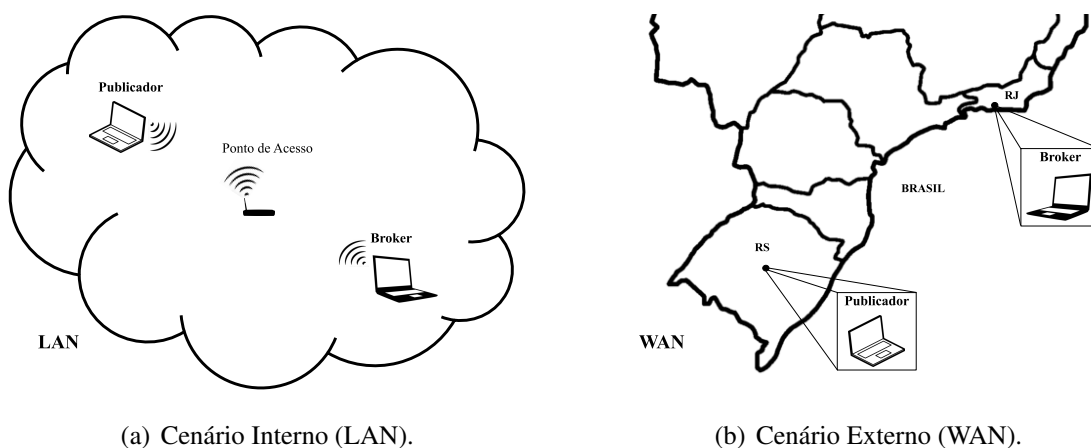 Publicador
Ponto de Acesso
Broker
LAN
RJ
Broker
BRASIL
RS
Publicador
WAN
(a) Cenário Interno (LAN).
(b) Cenário Externo (WAN).